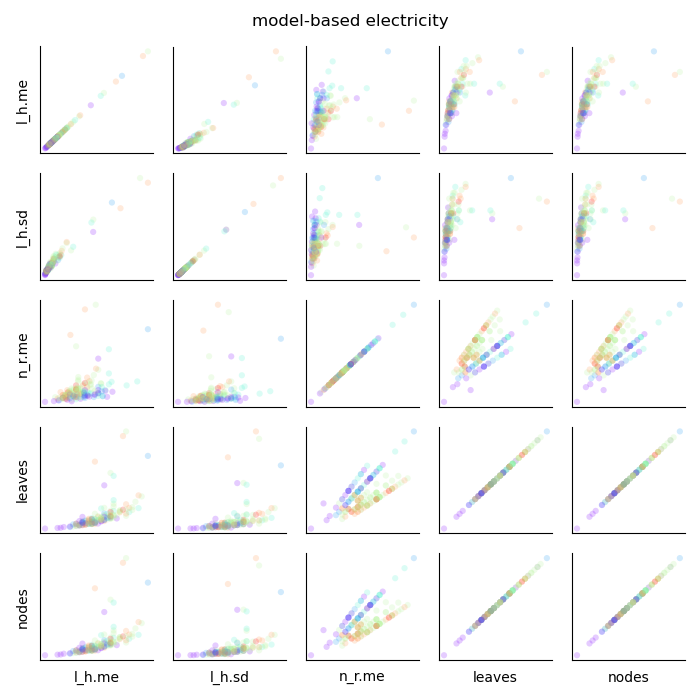 model-based electricity
l_h.me
l_h.sd
n_r.me
leaves
nodes
l_h.me
l_h.sd
n_r.me
leaves
nodes